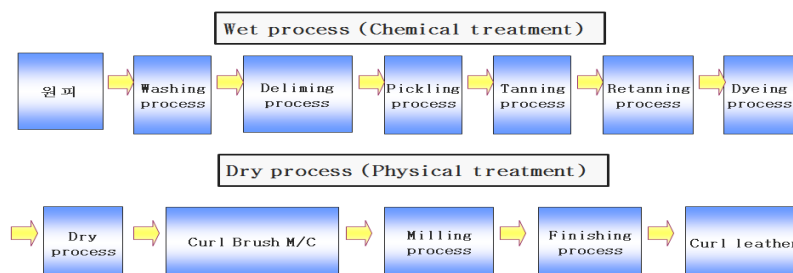 Wet process (Chemical treatment)
원피
Washing
process
Deliming
process
Pickling
process
Tanning
process
Retanning
process
Dyeing
process
Dry process (Physical treatment)
Dry
process
Curl Brush M/C
Milling
process
Finishing
process
Curl leather